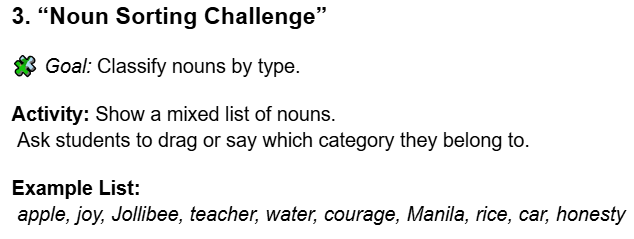 3. “Noun Sorting Challenge”
Goal: Classify nouns by type.
Activity: Show a mixed list of nouns.
Ask students to drag or say which category they belong to.
Example List:
apple, joy, Jollibee, teacher, water, courage, Manila, rice, car, honesty